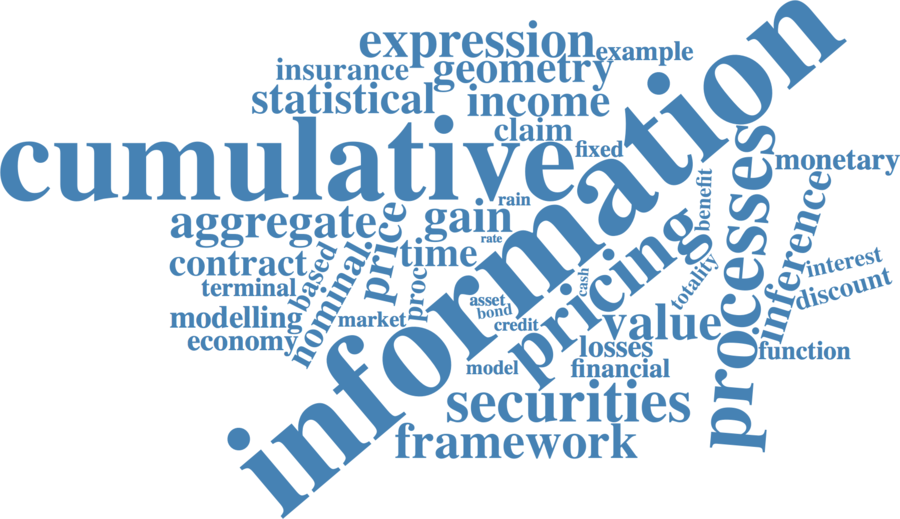 expression
example
insurance
geometry
statistical
income
claim
cumulative
fixed
information
monetary
rain
benefit
aggregate
gain
price
processes
inference
rate
time
contract
based
nominal
proc
pricing
totality
interest
terminal
cash
discount
asset
bond
modelling
market
credit
value
economy
losses
function
model
financial
securities
framework